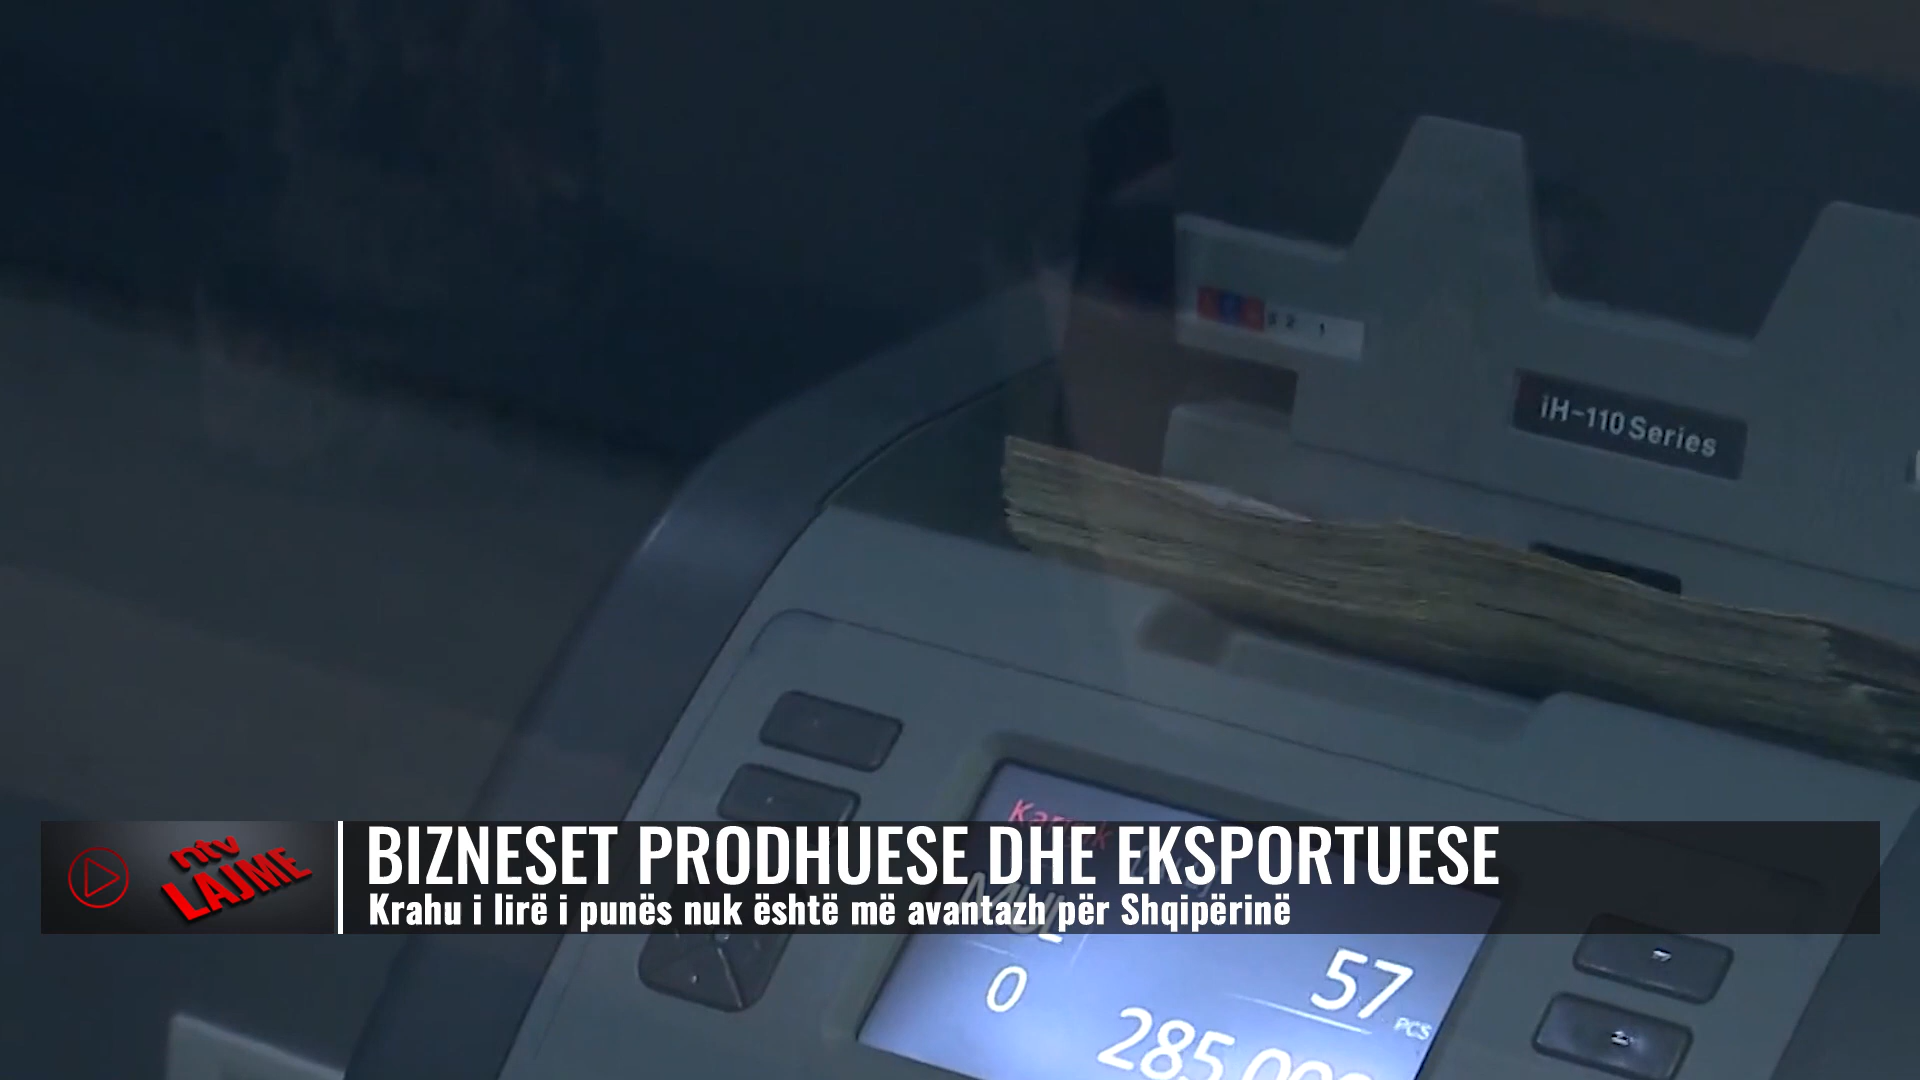 iH-110 Series
ntv
LAJME
BIZNESET PRODHUESE DHE EKSPORTUESE
Krahu i lirë i punës nuk është më avantazh për Shqipërinë
MUL
57
PCS
0